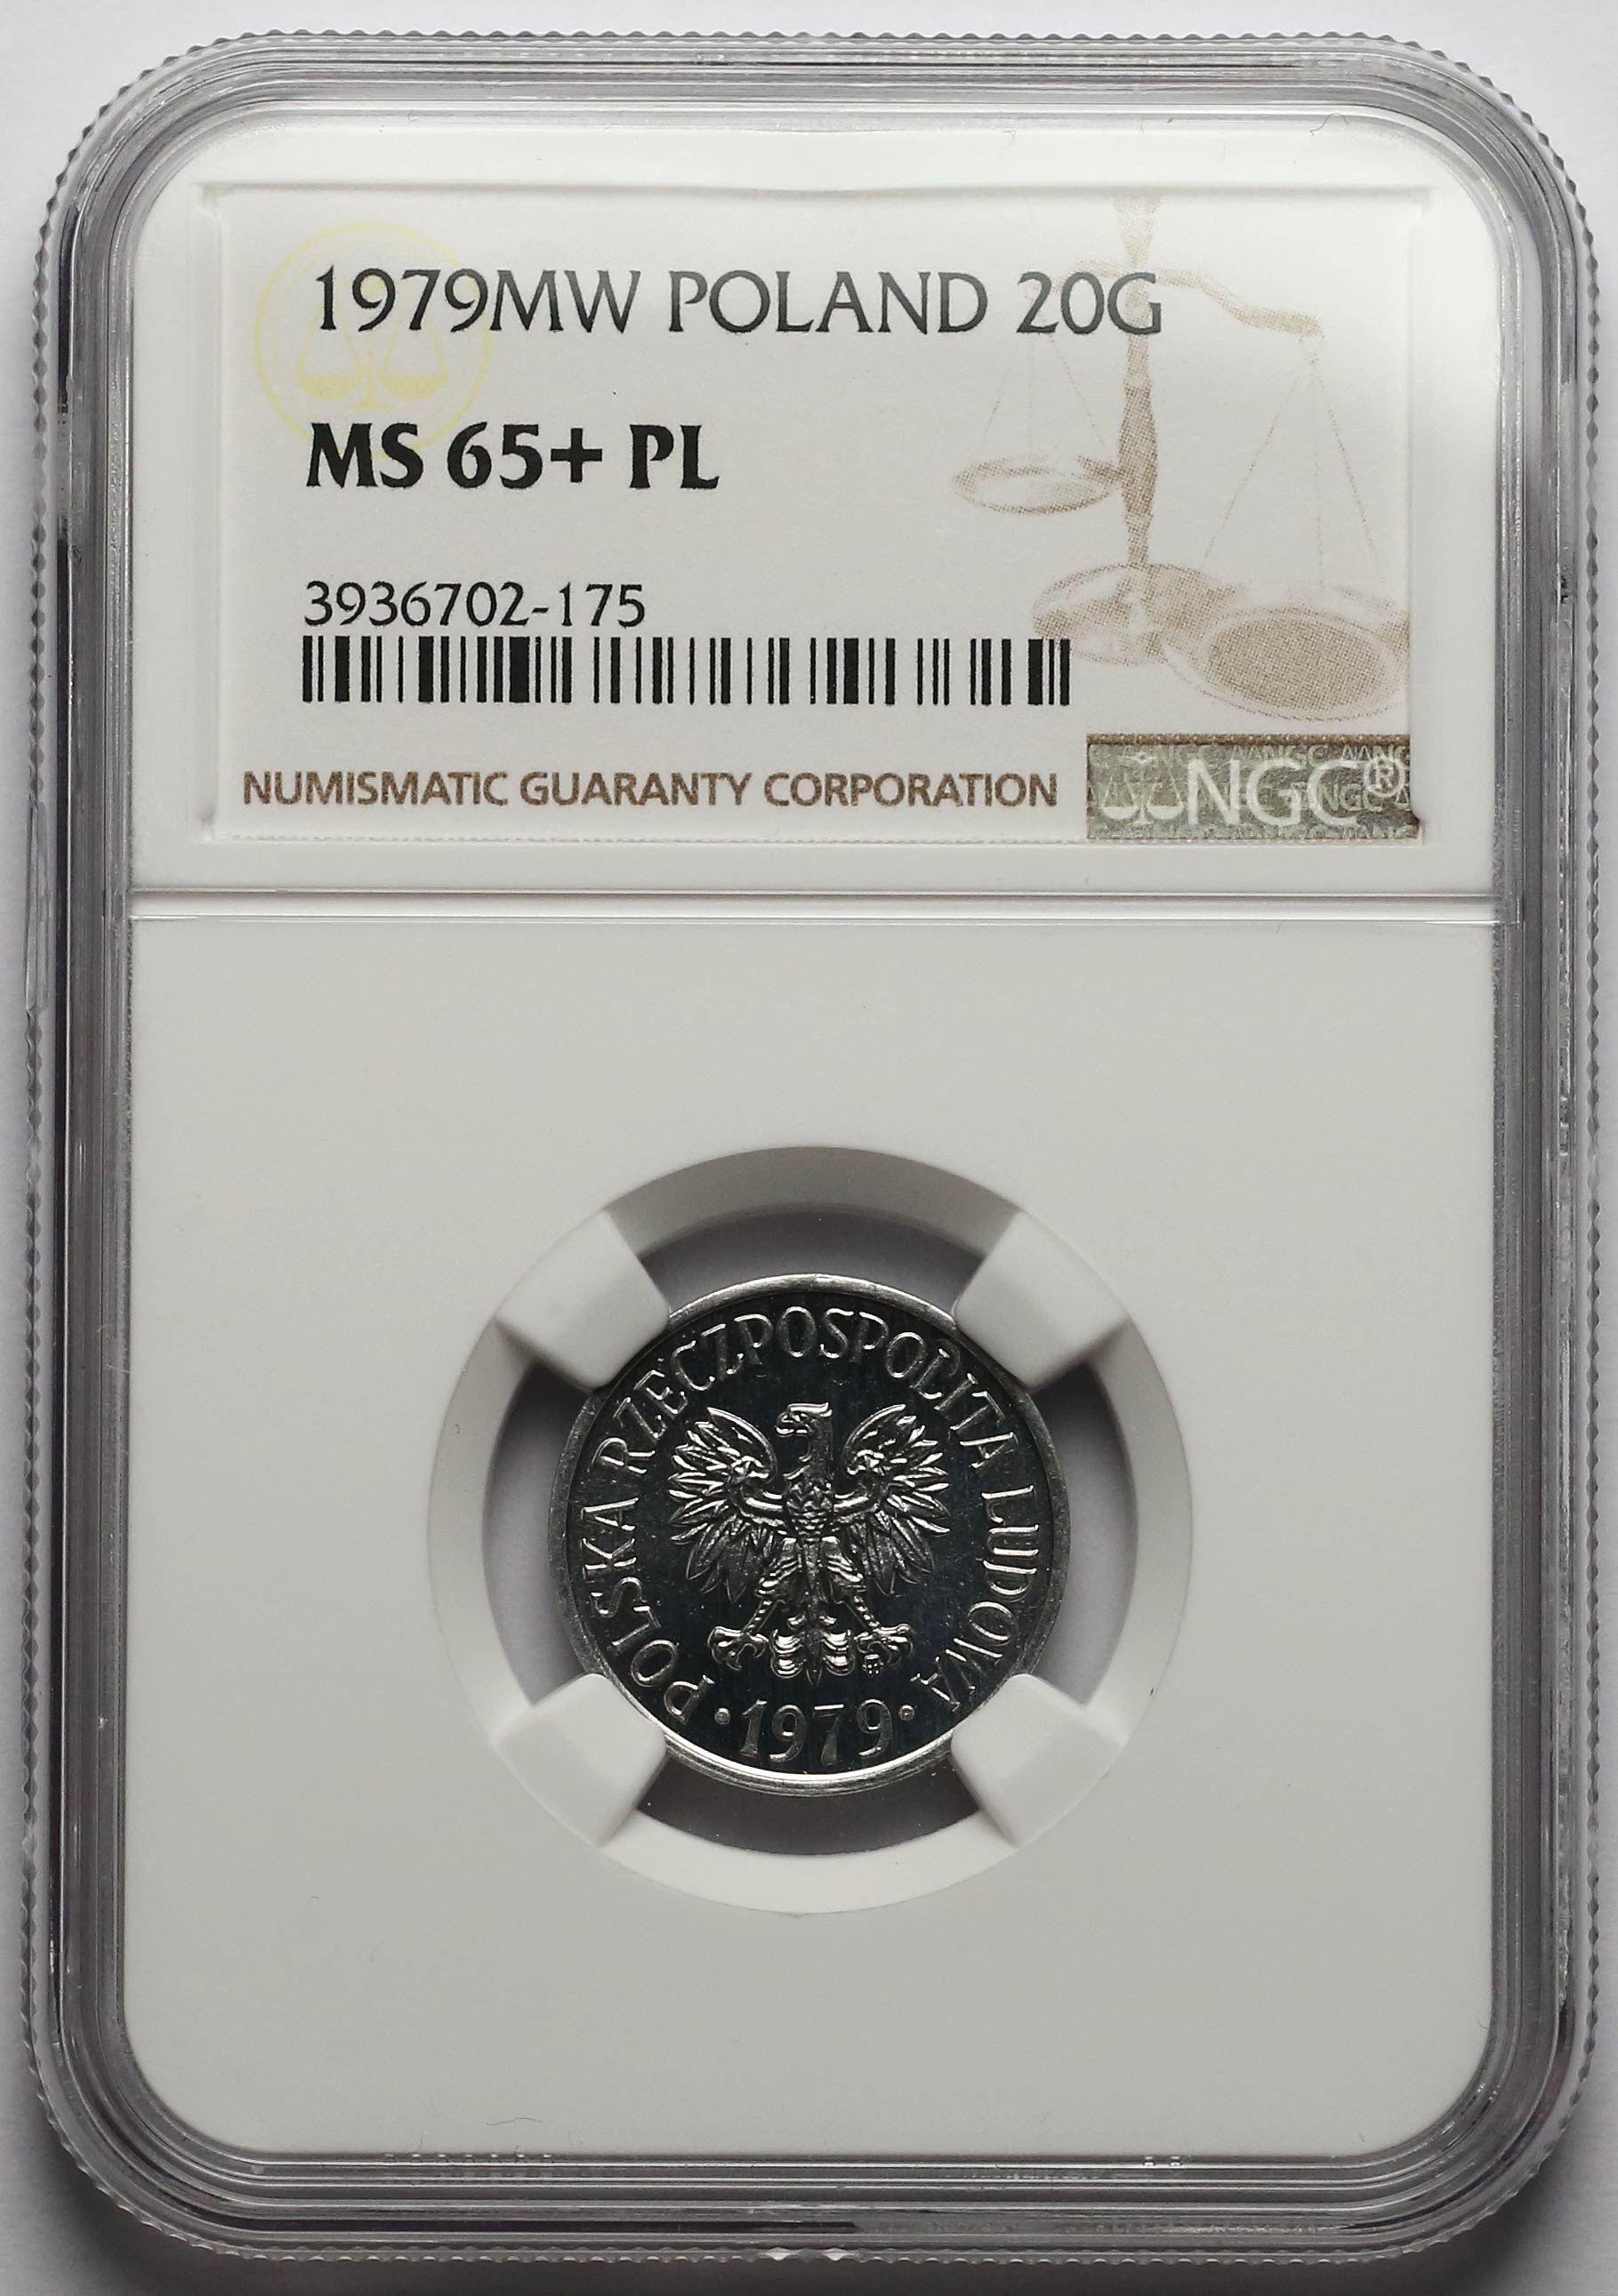 1979MW POLAND 20G
MS 65+ PL
3936702-175
NUMISMATIC GUARANTY CORPORATION
NGC®
POLSKA RZECZPOSPOLITA LUDOWA
·1979·